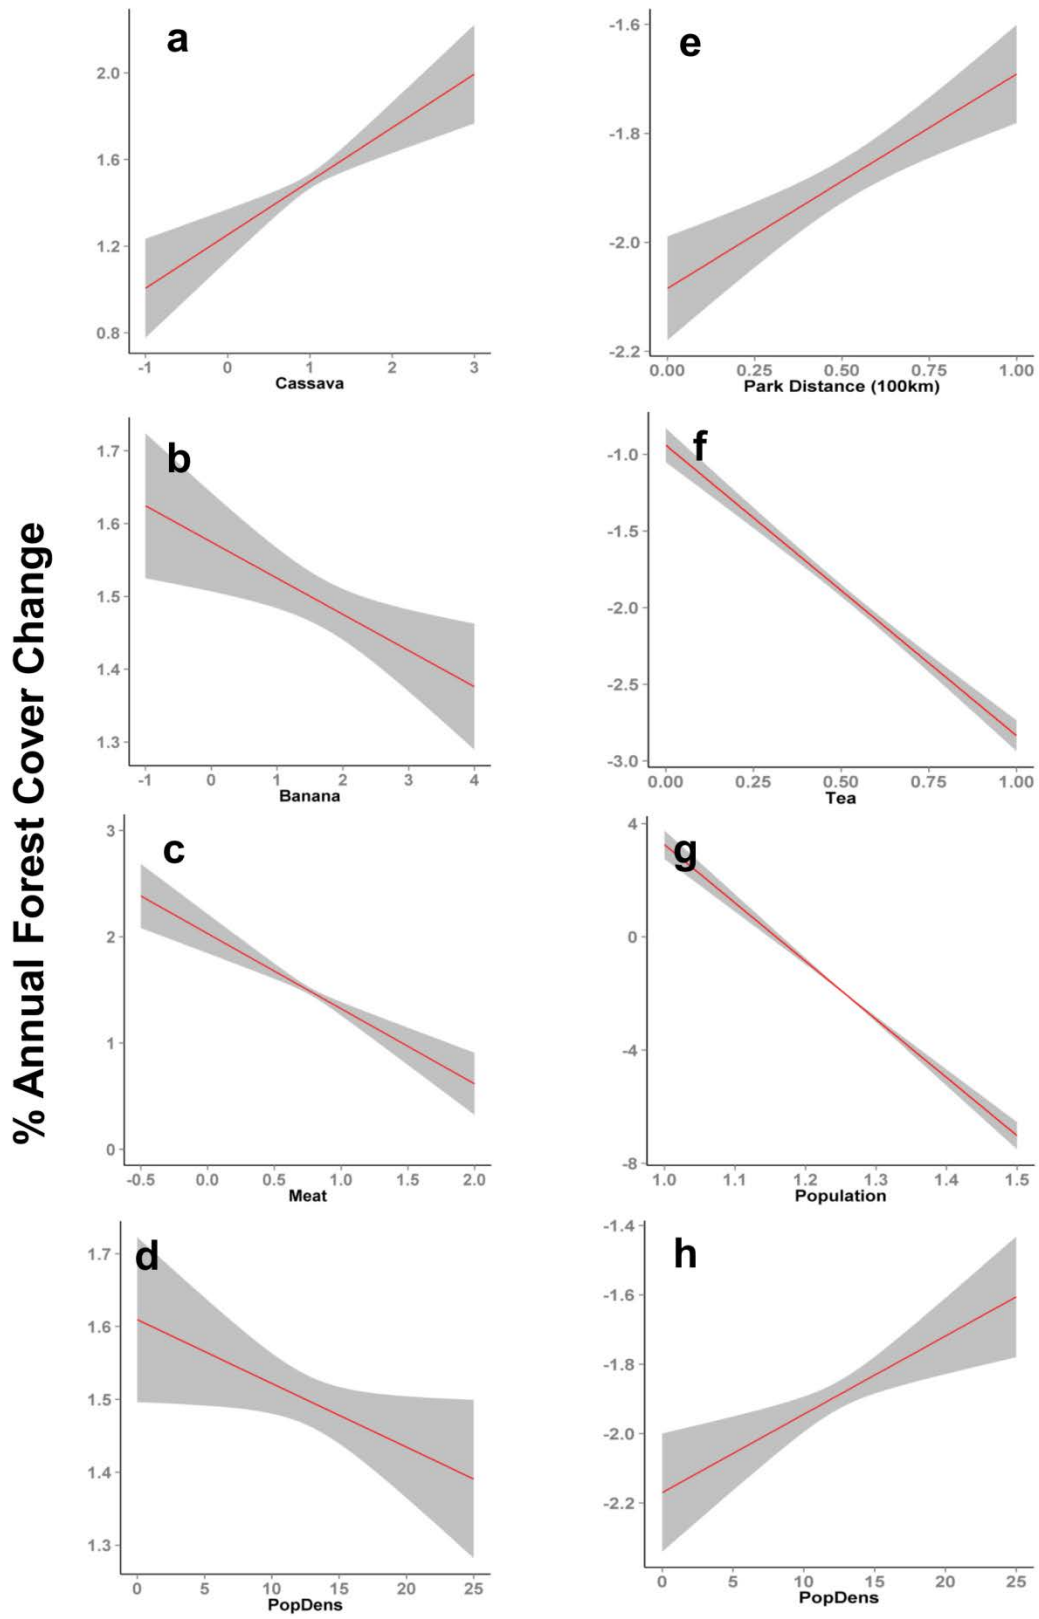 % Annual Forest Cover Change
a
2.0
1.6
1.2
0.8
-1 0 1 2 3
Cassava
b
1.7
1.6
1.5
1.4
1.3
-1 0 1 2 3 4
Banana
c
3
2
1
0
-0.5 0.0 0.5 1.0 1.5 2.0
Meat
d
1.7
1.6
1.5
1.4
1.3
0 5 10 15 20 25
PopDens
e
-1.6
-1.8
-2.0
-2.2
0.00 0.25 0.50 0.75 1.00
Park Distance (100km)
f
-1.0
-1.5
-2.0
-2.5
-3.0
0.00 0.25 0.50 0.75 1.00
Tea
g
4
0
-4
-8
1.0 1.1 1.2 1.3 1.4 1.5
Population
h
-1.4
-1.6
-1.8
-2.0
-2.2
0 5 10 15 20 25
PopDens